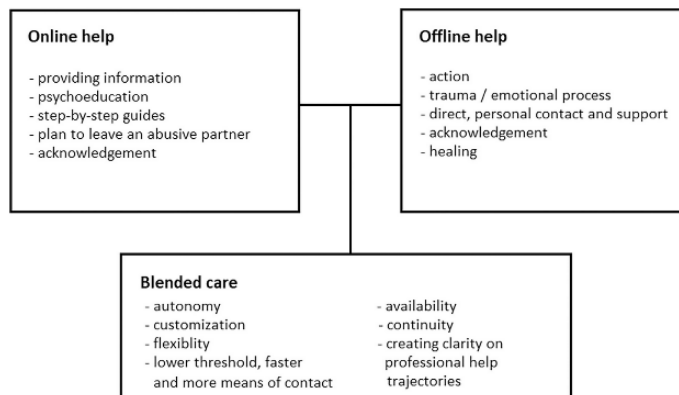 Online help
- providing information
- psychoeducation
- step-by-step guides
- plan to leave an abusive partner
- acknowledgement
Offline help
- action
- trauma / emotional process
- direct, personal contact and support
- acknowledgement
- healing
Blended care
- autonomy
- customization
- flexiblity
- lower threshold, faster
and more means of contact
- availability
- continuity
- creating clarity on
professional help
trajectories